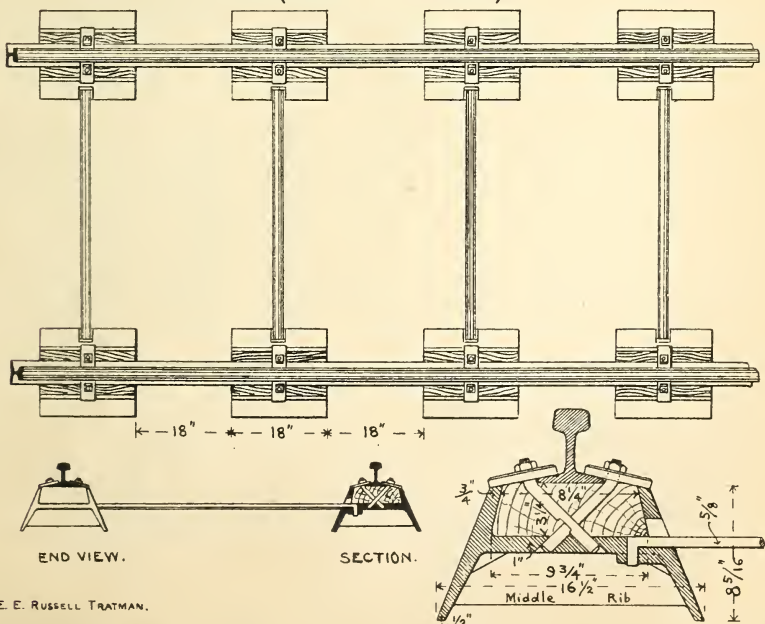 18" 18" 18"
END VIEW.
SECTION.
3/4"
8 1/4"
3 1/4"
5/8"
1"
9 3/4"
16 1/2"
8 5/16"
Middle Rib
1/2"
E. E. RUSSELL TRATMAN.